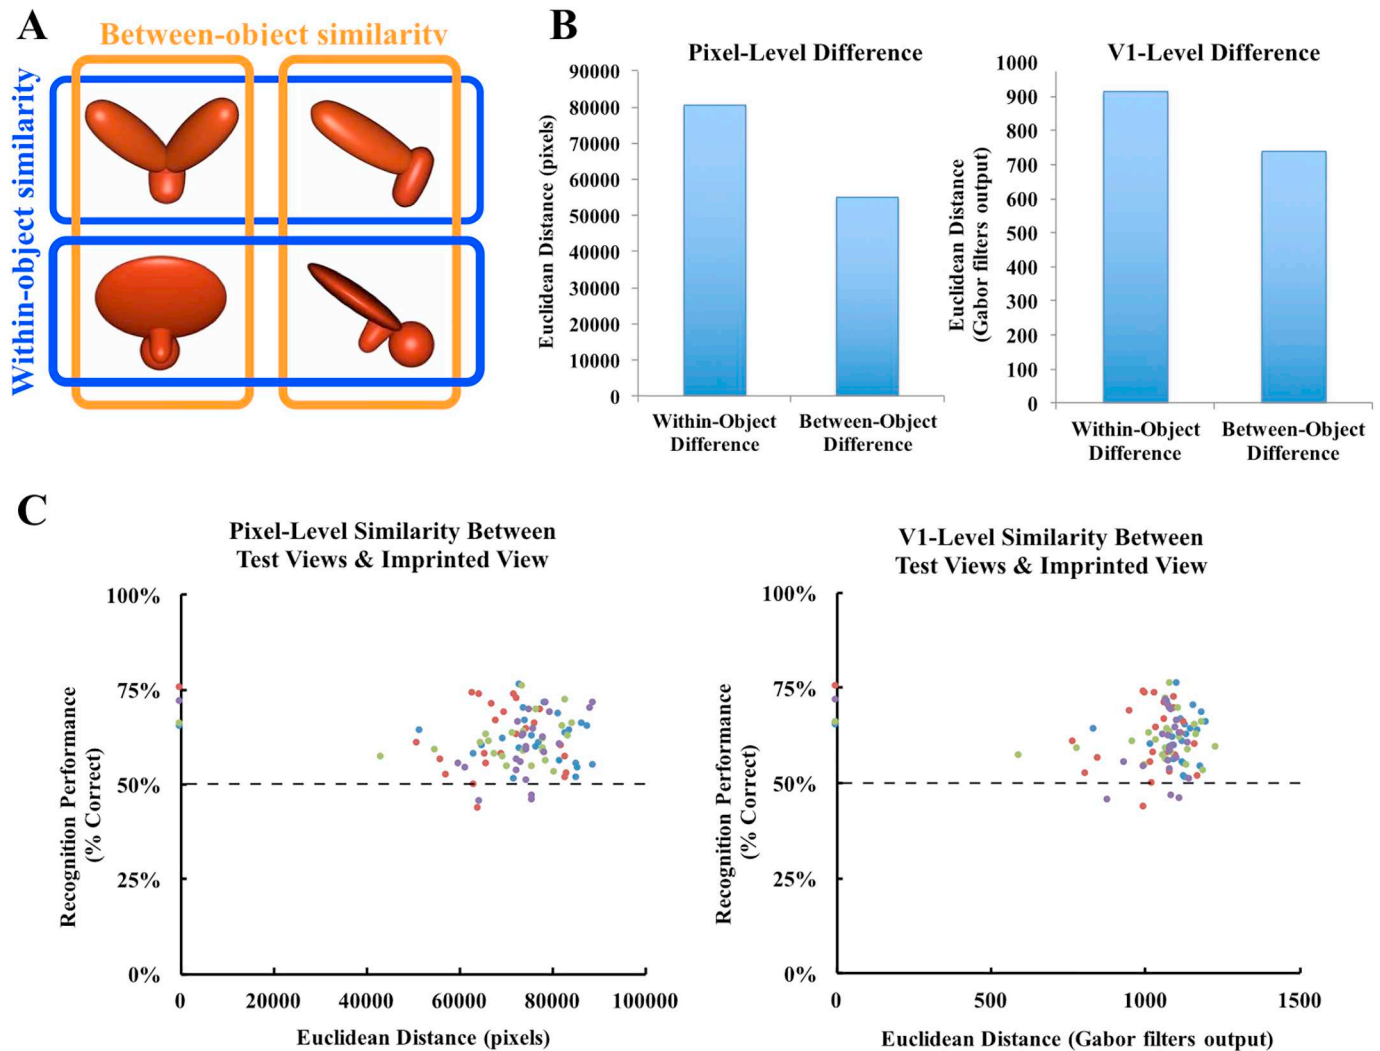 A
Between-object similarity
Within-object similarity
B
Pixel-Level Difference
Euclidean Distance (pixels)
90000
80000
70000
60000
50000
40000
30000
20000
10000
0
Within-Object
Difference
Between-Object
Difference
V1-Level Difference
Euclidean Distance
(Gabor filters output)
1000
900
800
700
600
500
400
300
200
100
0
Within-Object
Difference
Between-Object
Difference
C
Pixel-Level Similarity Between
Test Views & Imprinted View
Recognition Performance
(% Correct)
100%
75%
50%
25%
0%
0 20000 40000 60000 80000 100000
Euclidean Distance (pixels)
V1-Level Similarity Between
Test Views & Imprinted View
Recognition Performance
(% Correct)
100%
75%
50%
25%
0%
0 500 1000 1500
Euclidean Distance (Gabor filters output)